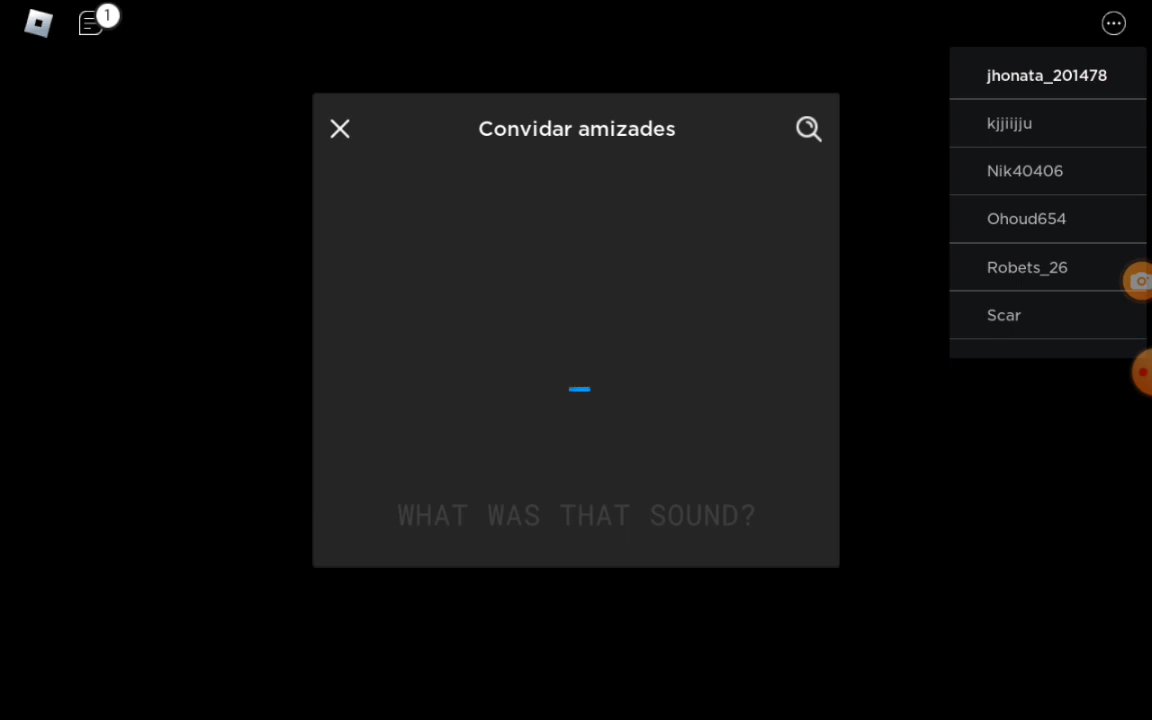 1
Convidar amizades
WHAT WAS THAT SOUND?
jhonata_201478
kjjiijju
Nik40406
Ohoud654
Robets_26
Scar